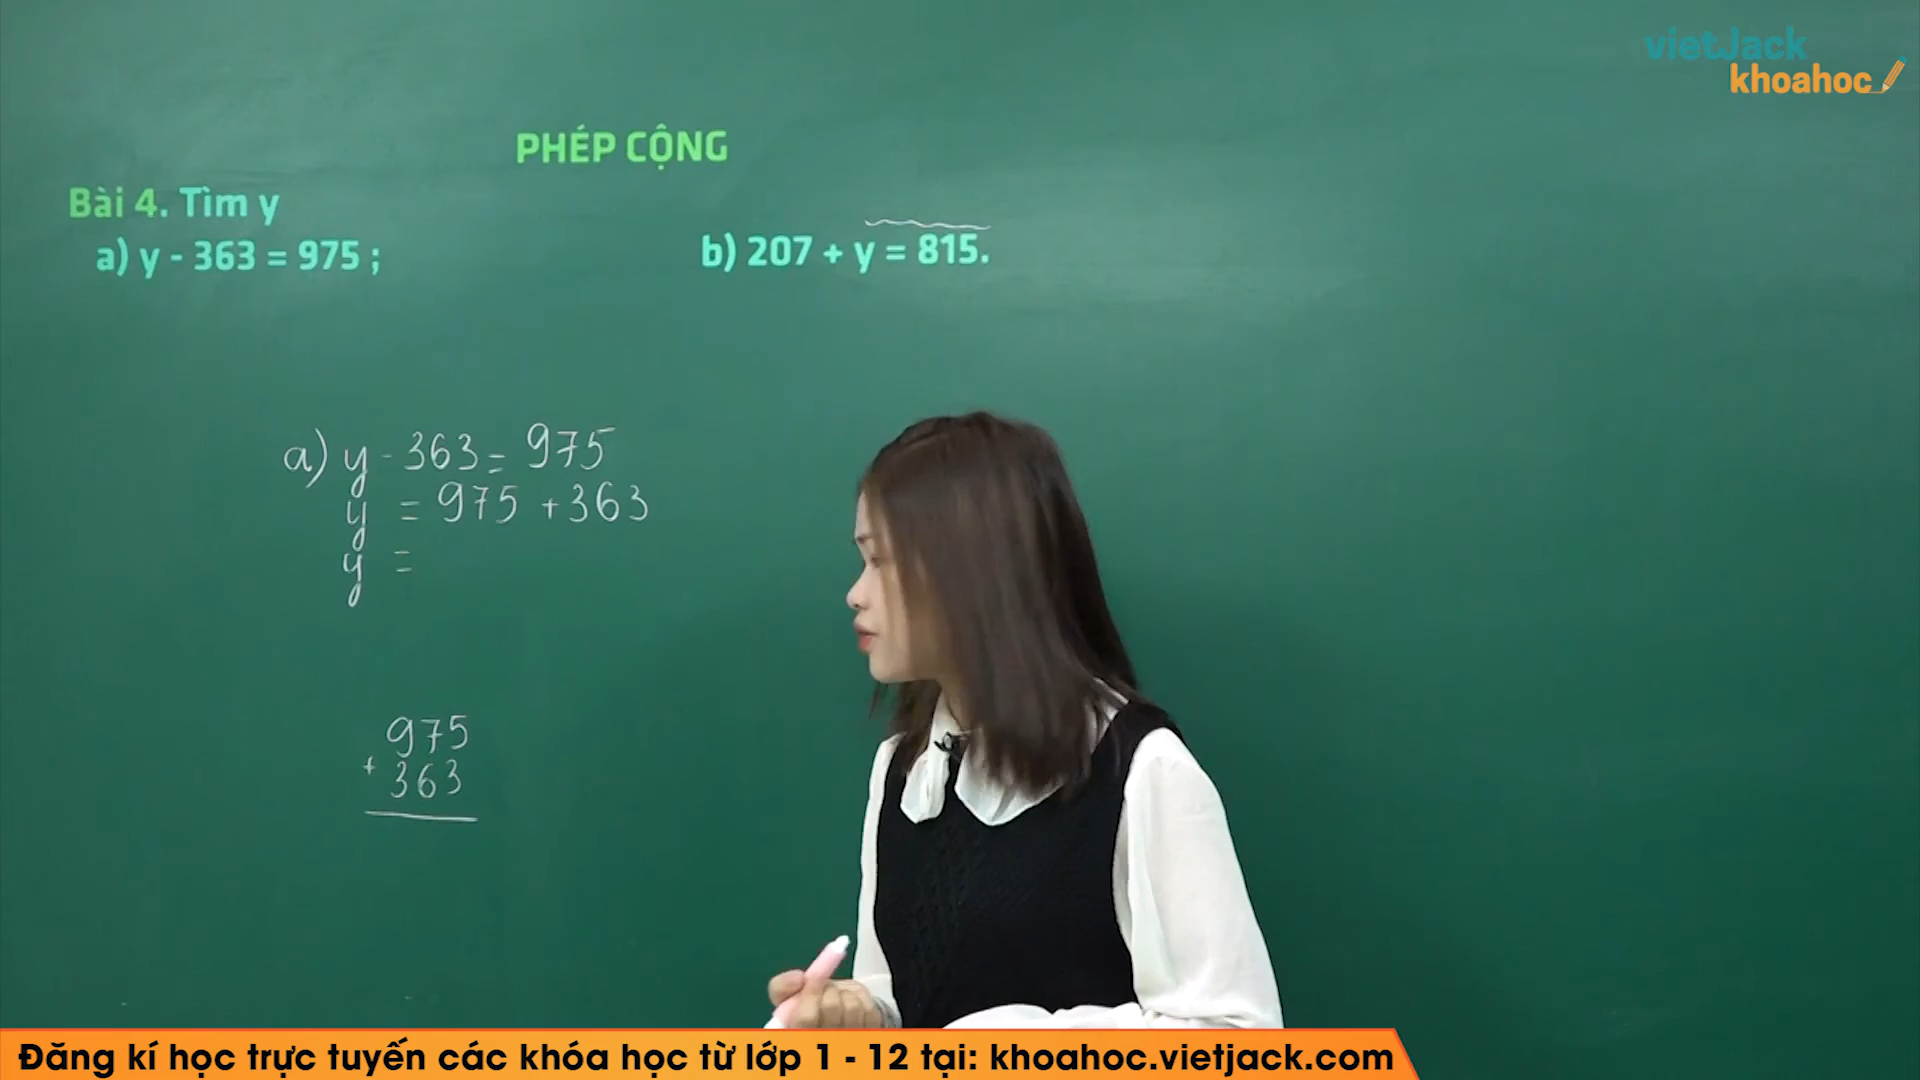 vietJack
khoahoc
PHÉP CỘNG
Bài 4. Tìm y
a) y - 363 = 975 ;
b) 207 + y = 815.
a) y - 363 = 975
y = 975 + 363
y =
975
+ 363
Đăng kí học trực tuyến các khóa học từ lớp 1 - 12 tại: khoahoc.vietjack.com